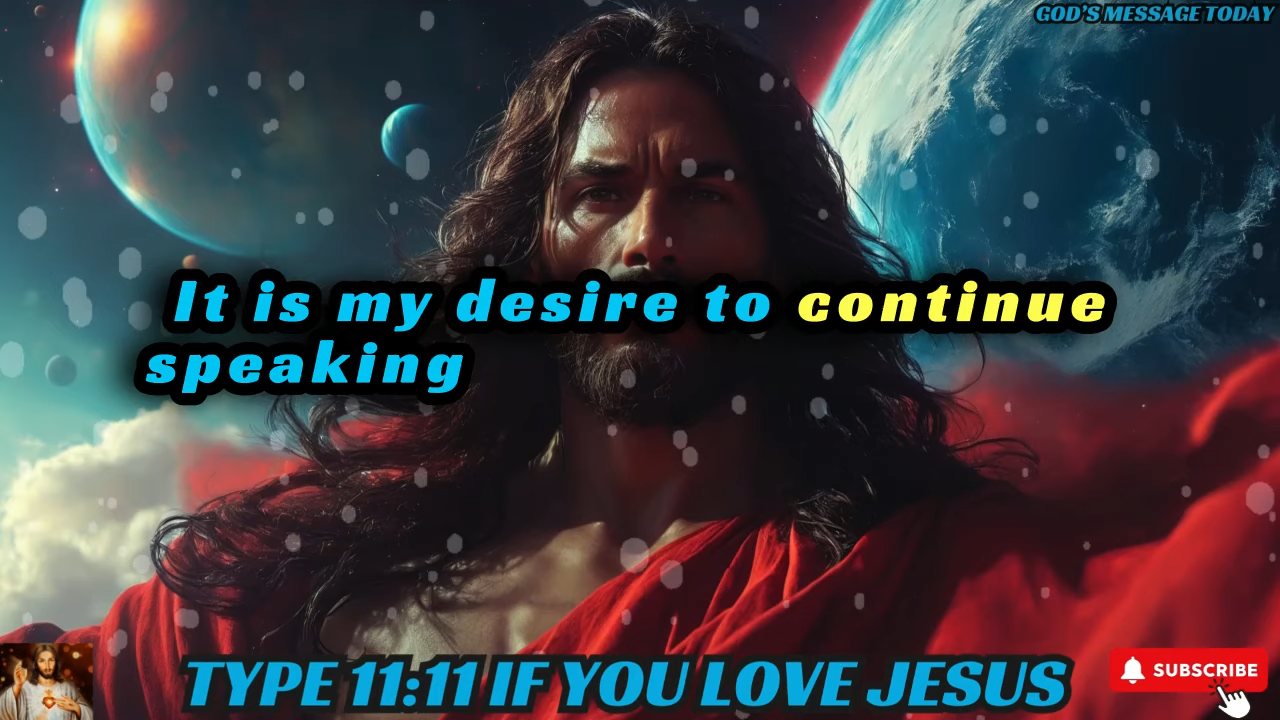 GOD'S MESSAGE TODAY
It is my desire to continue
speaking
TYPE 11:11 IF YOU LOVE JESUS
SUBSCRIBE